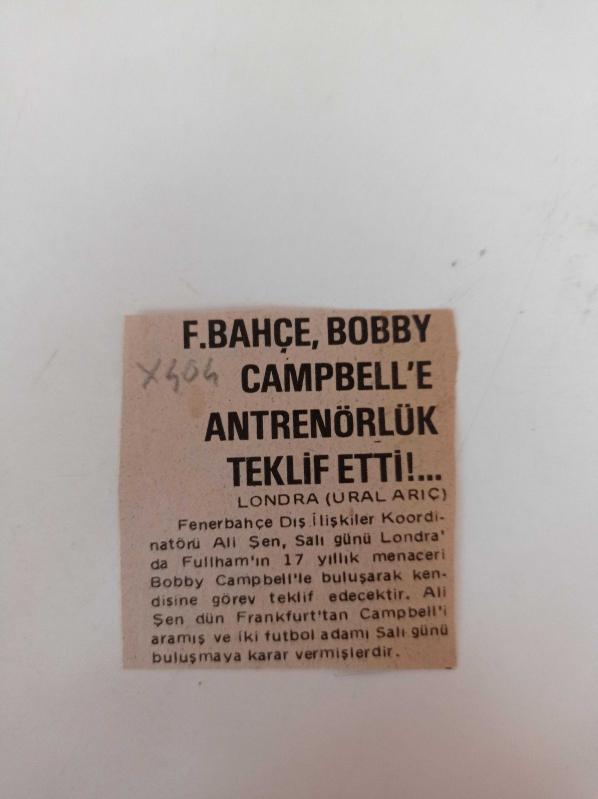 F.BAHÇE, BOBBY
x404 CAMPBELL'E
ANTRENÖRLÜK
TEKLİF ETTİ!...
LONDRA (URAL ARIÇ)
Fenerbahçe Dış İlişkiler Koordi-
natörü Ali Şen, Salı günü Londra'
da Fullham'ın 17 yıllık menaceri
Bobby Campbell'le buluşarak ken-
disine görev teklif edecektir. Ali
Şen dün Frankfurt'tan Campbell'i
aramış ve iki futbol adamı Salı günü
buluşmaya karar vermişlerdir.